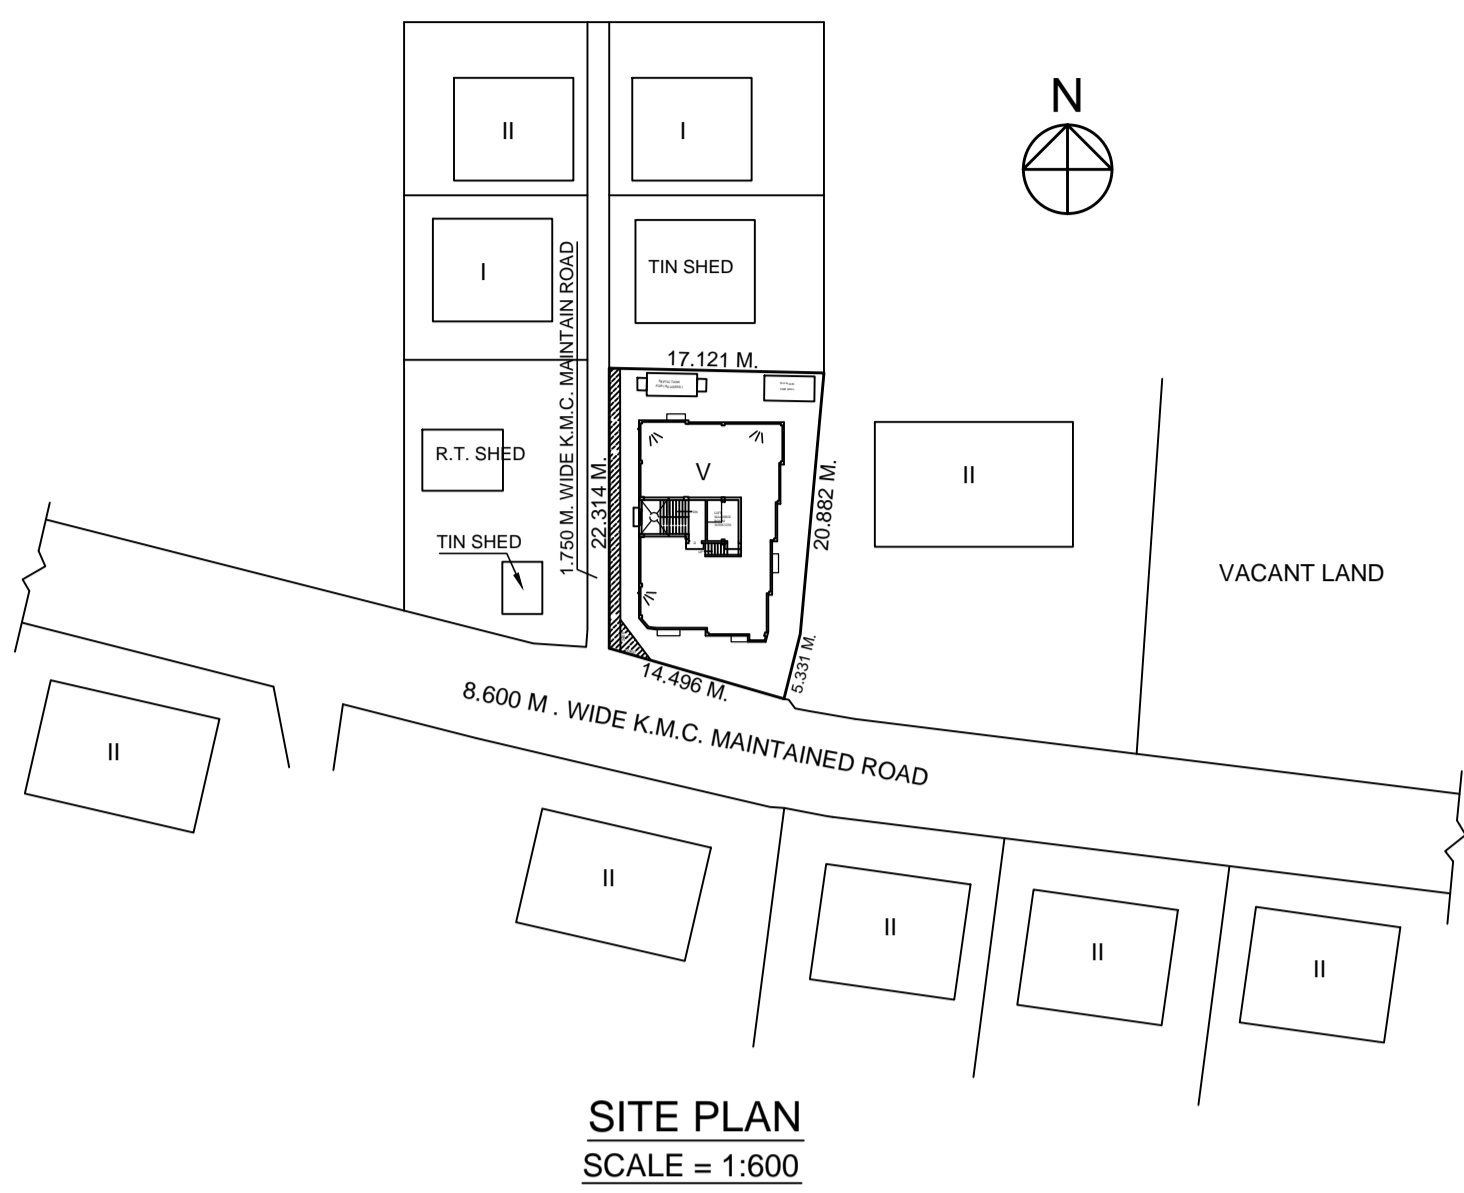 N
II
I
I
TIN SHED
1.750 M. WIDE K.M.C. MAINTAIN ROAD
17.121 M.
R.T. SHED
V
II
22.314 M.
20.882 M.
TIN SHED
VACANT LAND
5.331 M.
14.496 M.
8.600 M . WIDE K.M.C. MAINTAINED ROAD
II
II
II
II
II
SITE PLAN
SCALE = 1:600